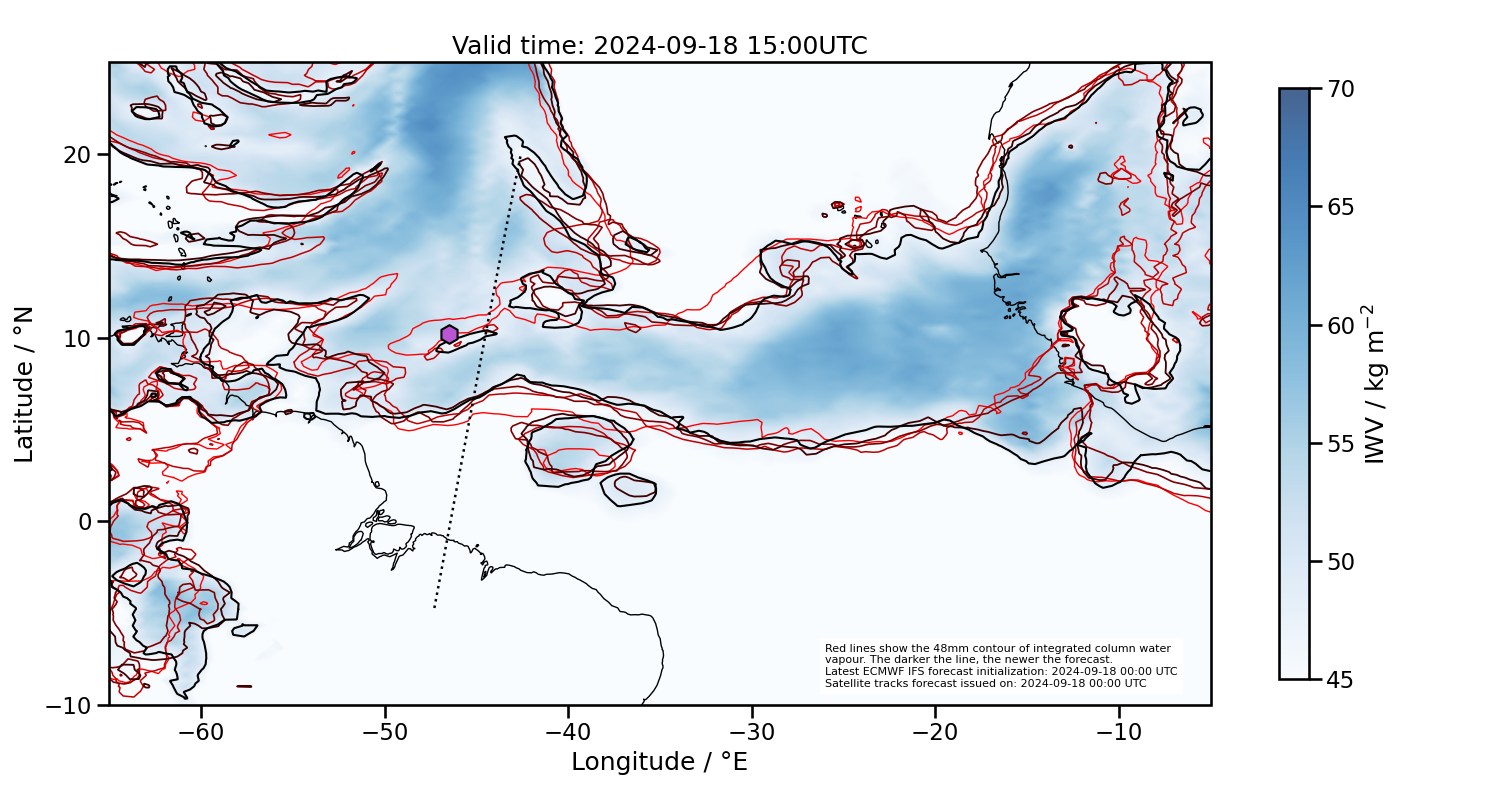 Valid time: 2024-09-18 15:00UTC
20
10
0
−10
Latitude / °N
−60
−50
−40
−30
−20
−10
Longitude / °E
Red lines show the 48mm contour of integrated column water
vapour. The darker the line, the newer the forecast.
Latest ECMWF IFS forecast initialization: 2024-09-18 00:00 UTC
Satellite tracks forecast issued on: 2024-09-18 00:00 UTC
70
65
60
55
50
45
IWV / kg m⁻²